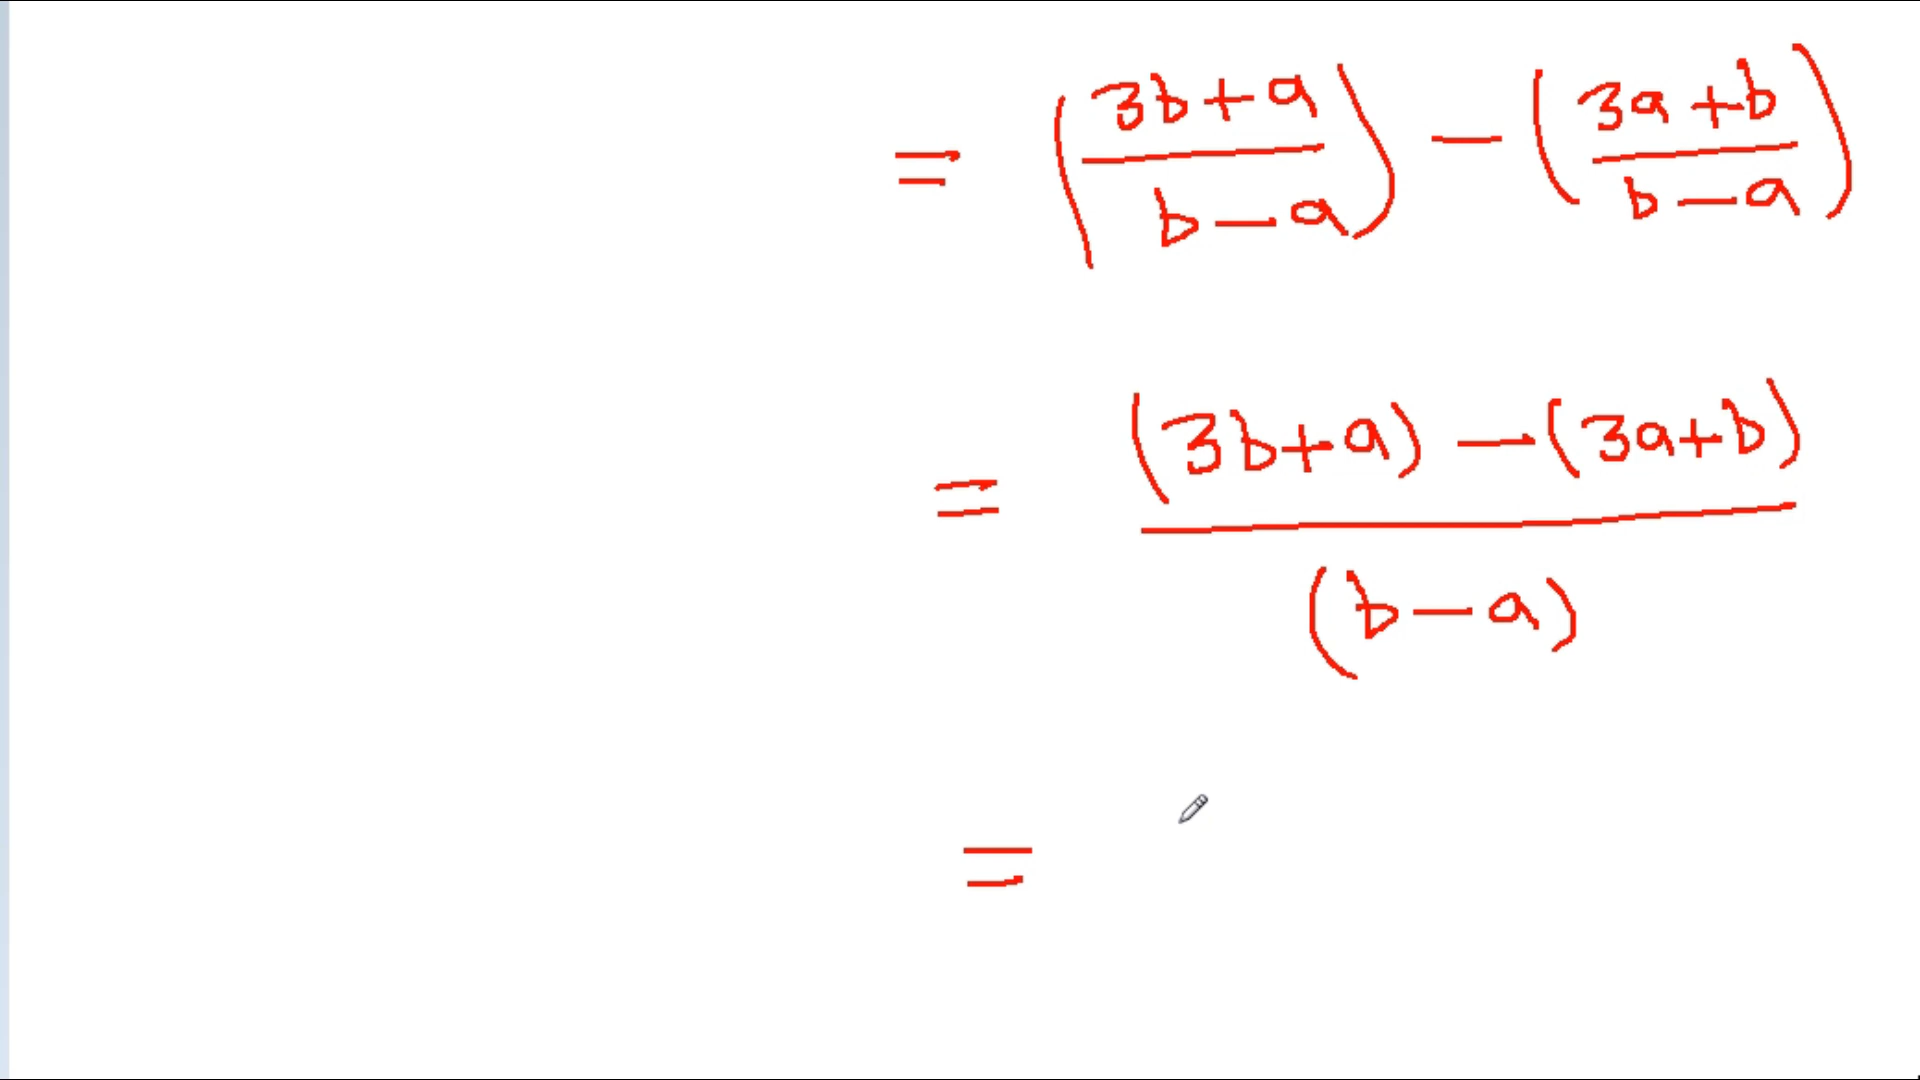 = (3b+a / b-a) - (3a+b / b-a)
= (3b+a) - (3a+b) / (b-a)
=